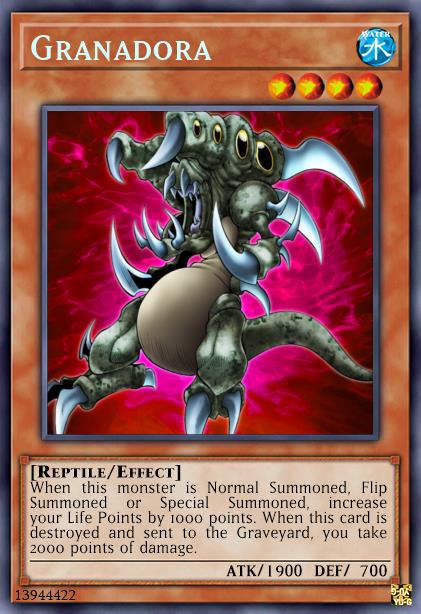 GRANADORA
WATER
水
[REPTILE/EFFECT]
When this monster is Normal Summoned, Flip
Summoned or Special Summoned, increase
your Life Points by 1000 points. When this card is
destroyed and sent to the Graveyard, you take
2000 points of damage.
ATK/1900 DEF/ 700
13944422